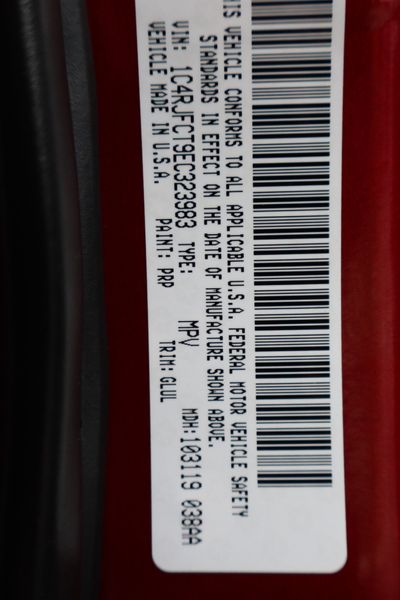 IS VEHICLE CONFORMS TO ALL APPLICABLE U.S.A. FEDERAL MOTOR VEHICLE SAFETY
STANDARDS IN EFFECT ON THE DATE OF MANUFACTURE SHOWN ABOVE.
VIN: 1C4RJFCT9EC323983 TYPE: MPV MDH:103119 038AA
VEHICLE MADE IN U.S.A. PAINT: PRP TRIM:GLUL